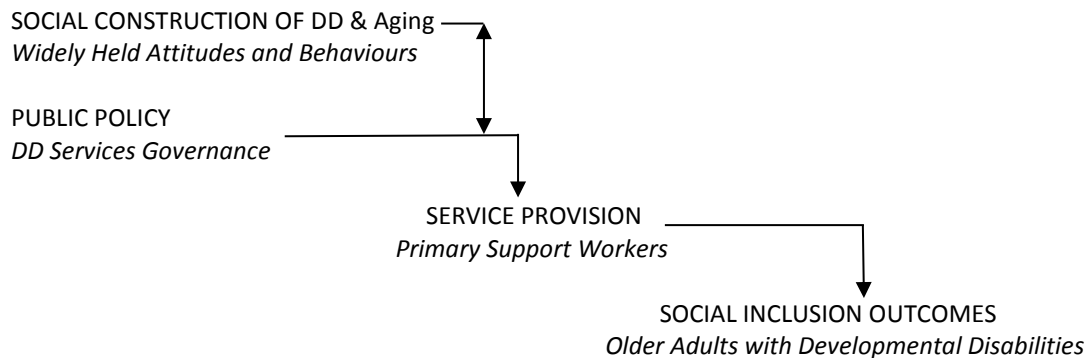 SOCIAL CONSTRUCTION OF DD & Aging
Widely Held Attitudes and Behaviours
PUBLIC POLICY
DD Services Governance
SERVICE PROVISION
Primary Support Workers
SOCIAL INCLUSION OUTCOMES
Older Adults with Developmental Disabilities